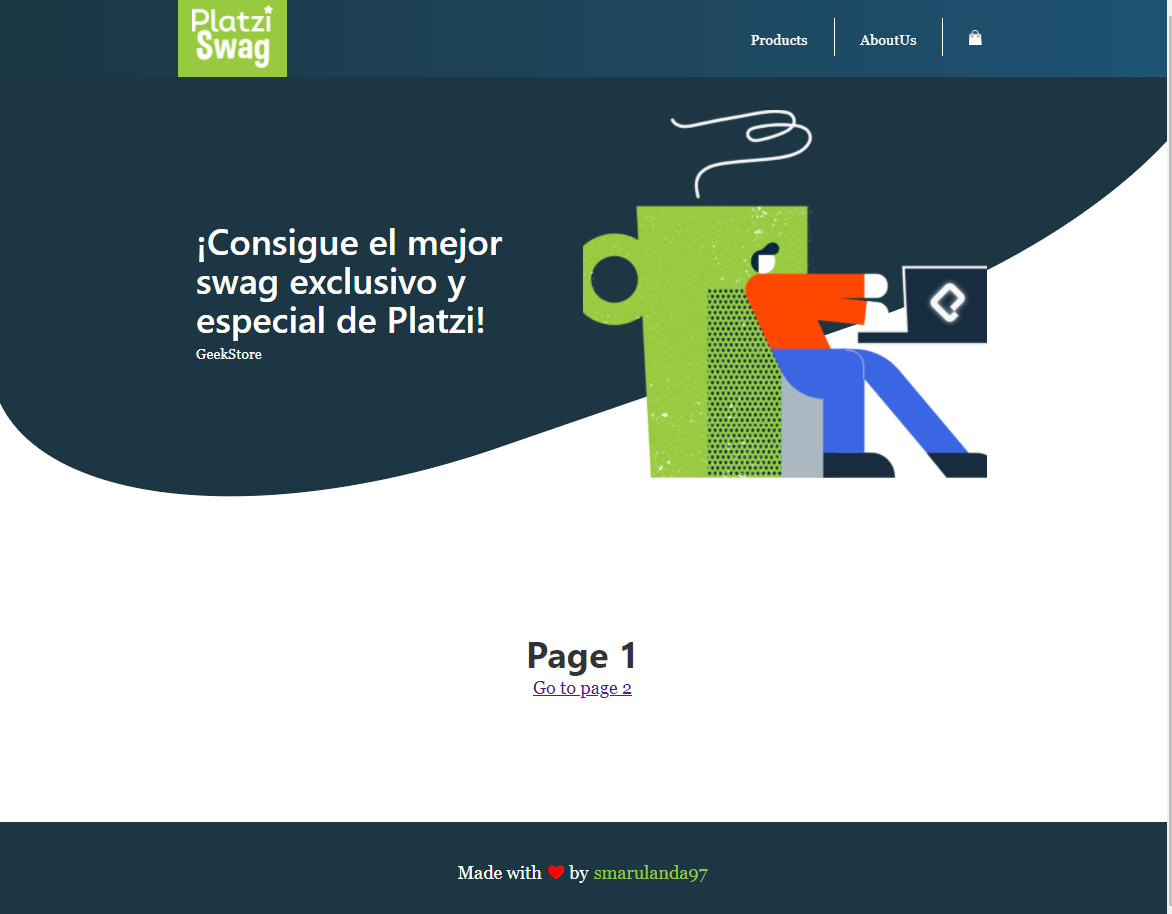 Platzi
Swag
Products
AboutUs
¡Consigue el mejor
swag exclusivo y
especial de Platzi!
GeekStore
Page 1
Go to page 2
Made with ❤ by smarulanda97